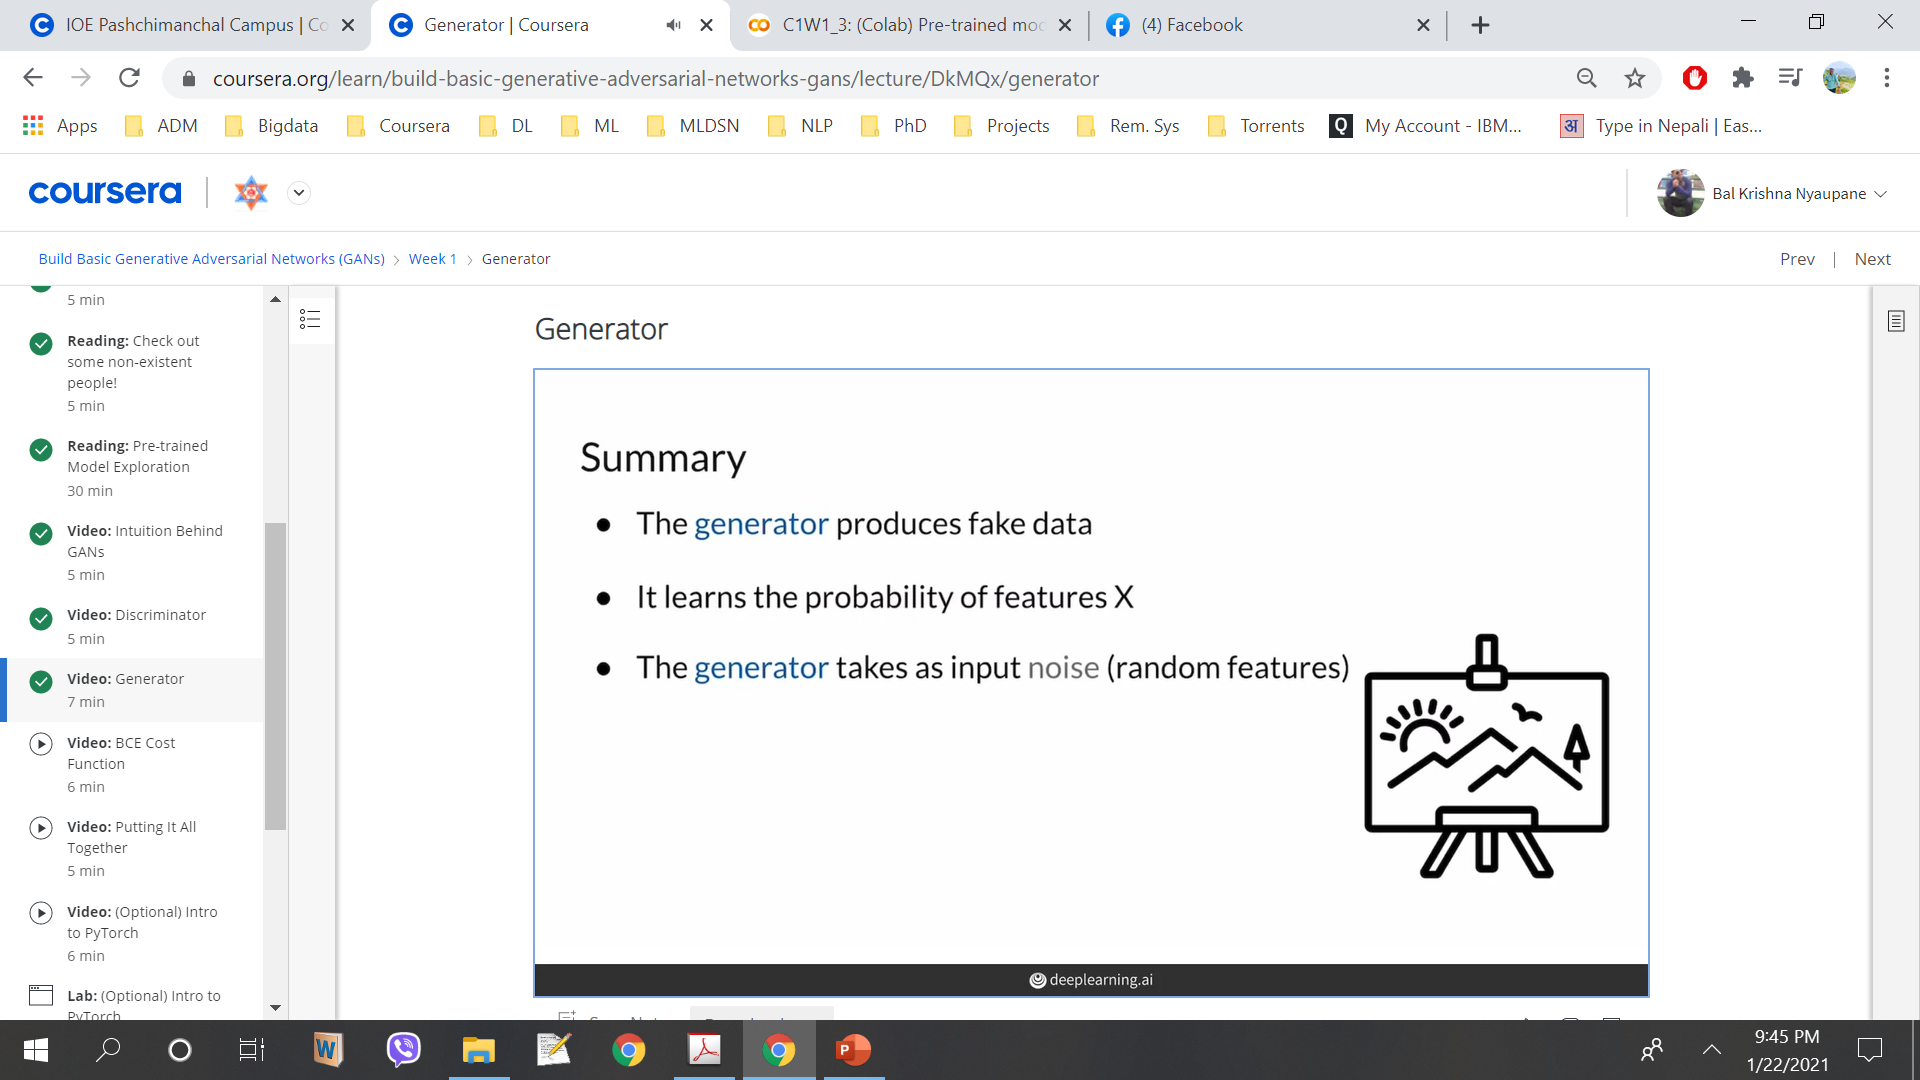 IOE Pashchimanchal Campus | Co
Generator | Coursera
C1W1_3: (Colab) Pre-trained mod
(4) Facebook
coursera.org/learn/build-basic-generative-adversarial-networks-gans/lecture/DkMQx/generator
Apps
ADM
Bigdata
Coursera
DL
ML
MLDSN
NLP
PhD
Projects
Rem. Sys
Torrents
Q
My Account - IBM...
अ
Type in Nepali | Eas...
coursera
Bal Krishna Nyaupane
Build Basic Generative Adversarial Networks (GANs) > Week 1 > Generator
Prev | Next
5 min
Reading: Check out
some non-existent
people!
5 min
Reading: Pre-trained
Model Exploration
30 min
Video: Intuition Behind
GANs
5 min
Video: Discriminator
5 min
Video: Generator
7 min
Video: BCE Cost
Function
6 min
Video: Putting It All
Together
5 min
Video: (Optional) Intro
to PyTorch
6 min
Lab: (Optional) Intro to
PyTorch
Generator
Summary
● The generator produces fake data
● It learns the probability of features X
● The generator takes as input noise (random features)
deeplearning.ai
9:45 PM
1/22/2021